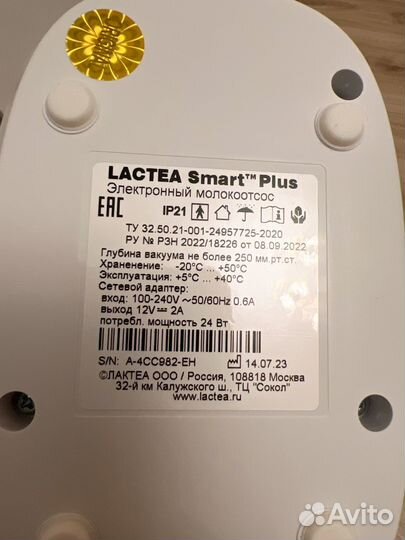 LACTEA Smart™ Plus
Электронный молокоотсос
EAC IP21
ТУ 32.50.21-001-24957725-2020
РУ № РЗН 2022/18226 от 08.09.2022
Глубина вакуума не более 250 мм.рт.ст.
Хранение: -20°C ... +50°C
Эксплуатация: +5°C ... +40°C
Сетевой адаптер:
вход: 100-240V ~50/60Hz 0.6A
выход 12V ⎓ 2A
потребл. мощность 24 Вт
S/N: A-4CC982-EH 14.07.23
©ЛАКТЕА ООО / Россия, 108818 Москва
32-й км Калужского ш., ТЦ "Сокол"
www.lactea.ru
Avito